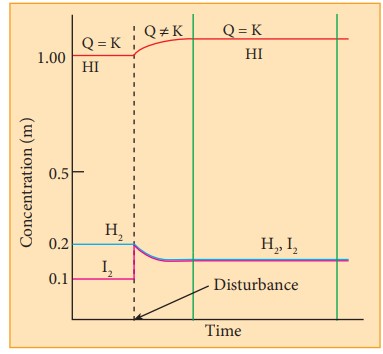 Q = K
Q ≠ K
Q = K
1.00
HI
HI
Concentration (m)
0.5
H₂
0.2
H₂, I₂
I₂
0.1
Disturbance
Time